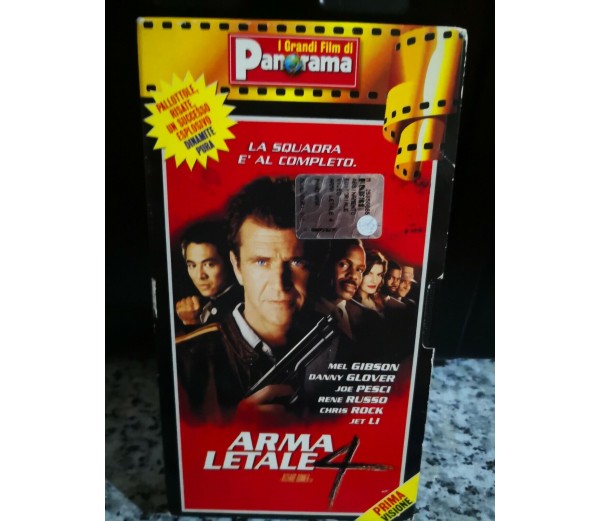 I Grandi Film di
Panorama
PALLOTTOLE,
RISATE,
UN SUCCESSO
ESPLOSIVO
DINAMITE
PURA
LA SQUADRA
E' AL COMPLETO.
MEL GIBSON
DANNY GLOVER
JOE PESCI
RENE RUSSO
CHRIS ROCK
JET LI
ARMA
LETALE 4
PRIMA
VISIONE